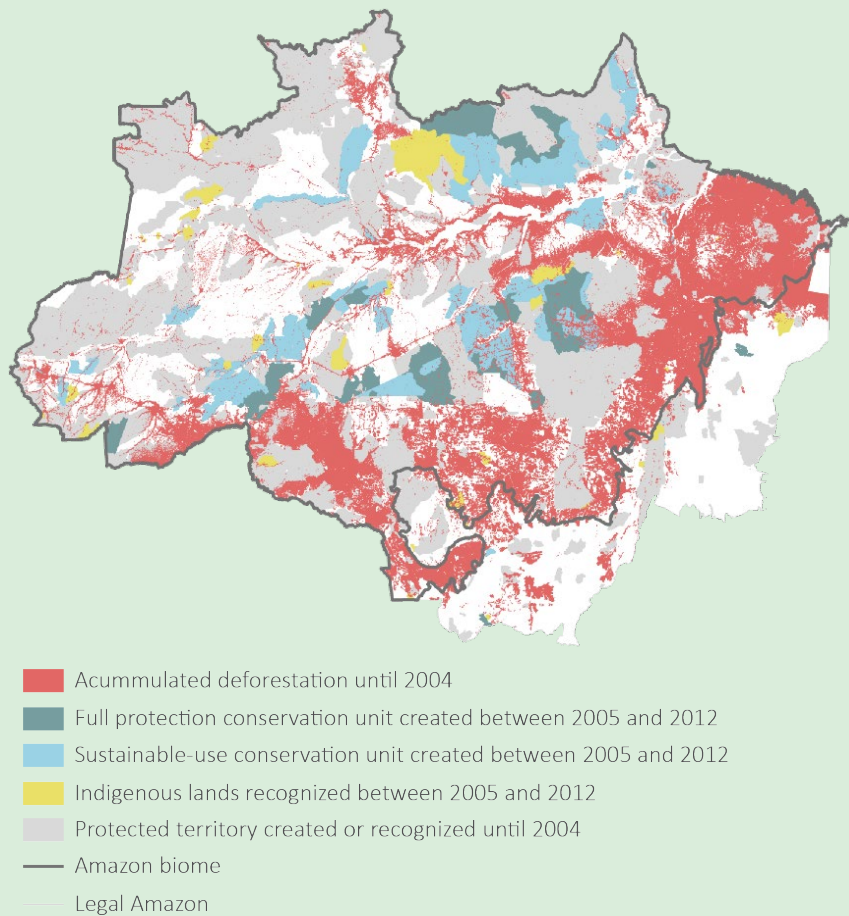 Acummulated deforestation until 2004
Full protection conservation unit created between 2005 and 2012
Sustainable-use conservation unit created between 2005 and 2012
Indigenous lands recognized between 2005 and 2012
Protected territory created or recognized until 2004
Amazon biome
Legal Amazon